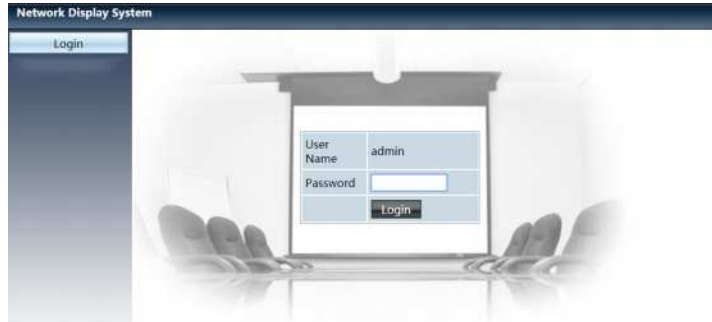 Network Display System
Login
User
Name
admin
Password
Login